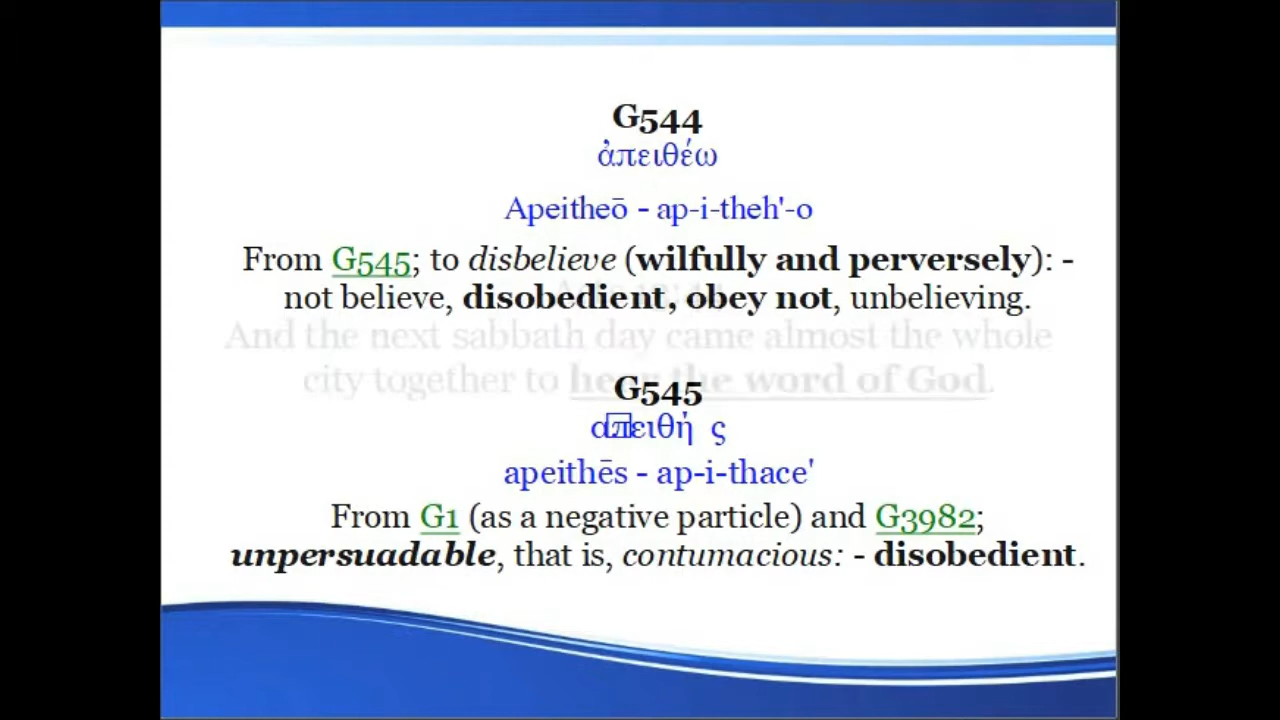 G544
ἀπειθέω
Apeitheō - ap-i-theh'-o
From G545; to disbelieve (wilfully and perversely): -
not believe, disobedient, obey not, unbelieving.
And the next sabbath day came almost the whole
city together to hear the word of God.
G545
απειθή ς
apeithēs - ap-i-thace'
From G1 (as a negative particle) and G3982;
unpersuadable, that is, contumacious: - disobedient.